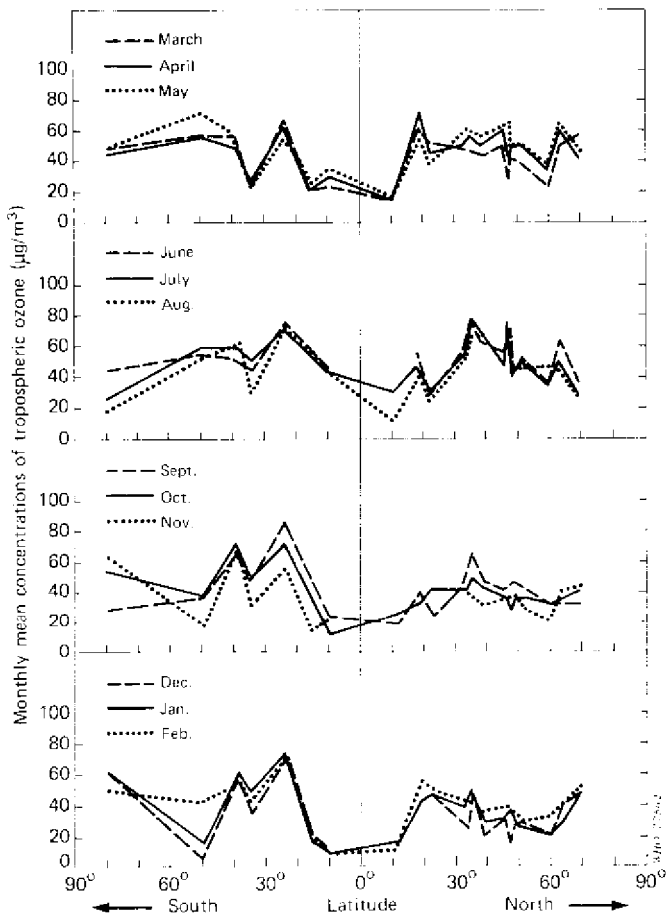 March
April
May
100
80
60
40
20
0
June
July
Aug.
100
80
60
40
20
0
Sept.
Oct.
Nov.
100
80
60
40
20
0
Dec.
Jan.
Feb.
100
80
60
40
20
0
Monthly mean concentrations of tropospheric ozone (µg/m³)
90° 60° 30° 0° 30° 60° 90°
South Latitude North